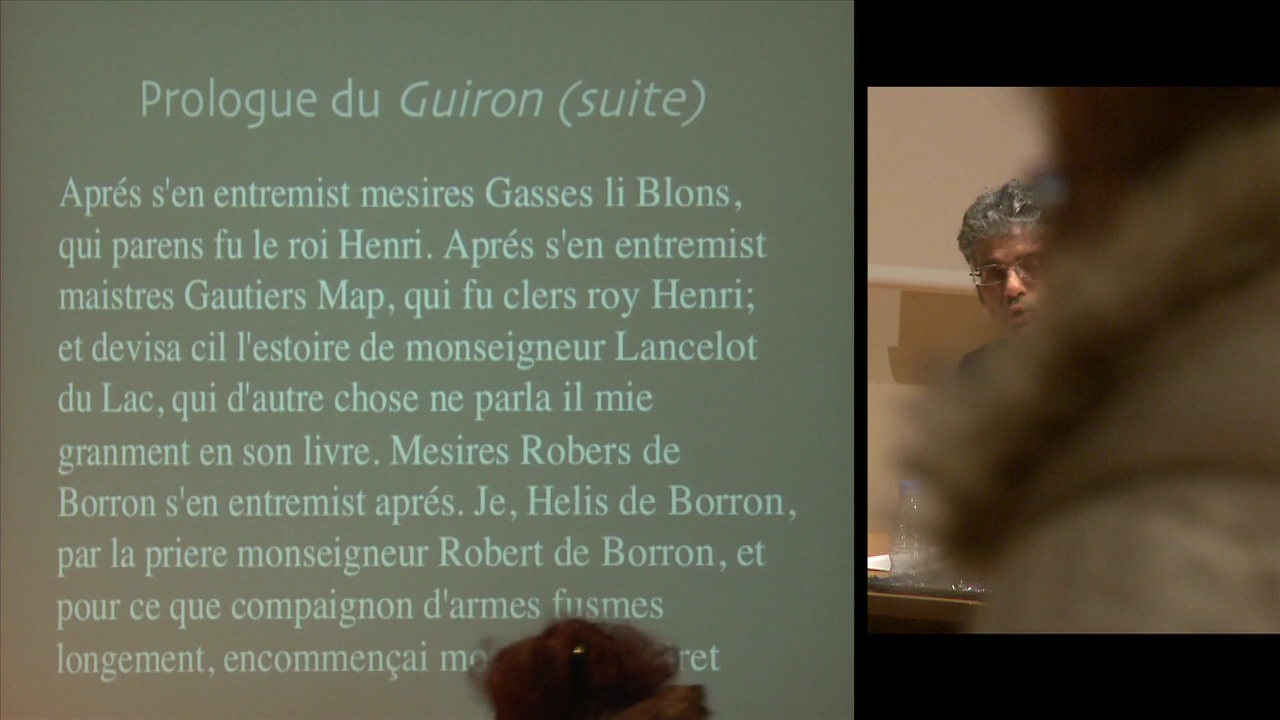 Prologue du Guiron (suite)
Aprés s'en entremist mesires Gasses li Blons,
qui parens fu le roi Henri. Aprés s'en entremist
maistres Gautiers Map, qui fu clers roy Henri;
et devisa cil l'estoire de monseigneur Lancelot
du Lac, qui d'autre chose ne parla il mie
granment en son livre. Mesires Robers de
Borron s'en entremist aprés. Je, Helis de Borron,
par la priere monseigneur Robert de Borron, et
pour ce que compaignon d'armes fusmes
longement, encommençai